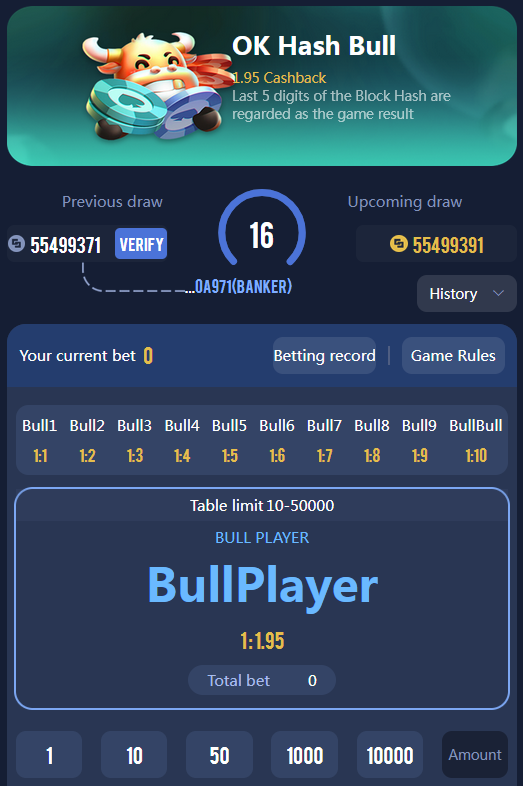 OK Hash Bull
1.95 Cashback
Last 5 digits of the Block Hash are
regarded as the game result
Previous draw
Upcoming draw
55499371 VERIFY
16
55499391
...0A971(BANKER)
History
Your current bet 0
Betting record
Game Rules
Bull1 Bull2 Bull3 Bull4 Bull5 Bull6 Bull7 Bull8 Bull9 BullBull
1:1 1:2 1:3 1:4 1:5 1:6 1:7 1:8 1:9 1:10
Table limit 10-50000
BULL PLAYER
BullPlayer
1:1.95
Total bet 0
1 10 50 1000 10000 Amount